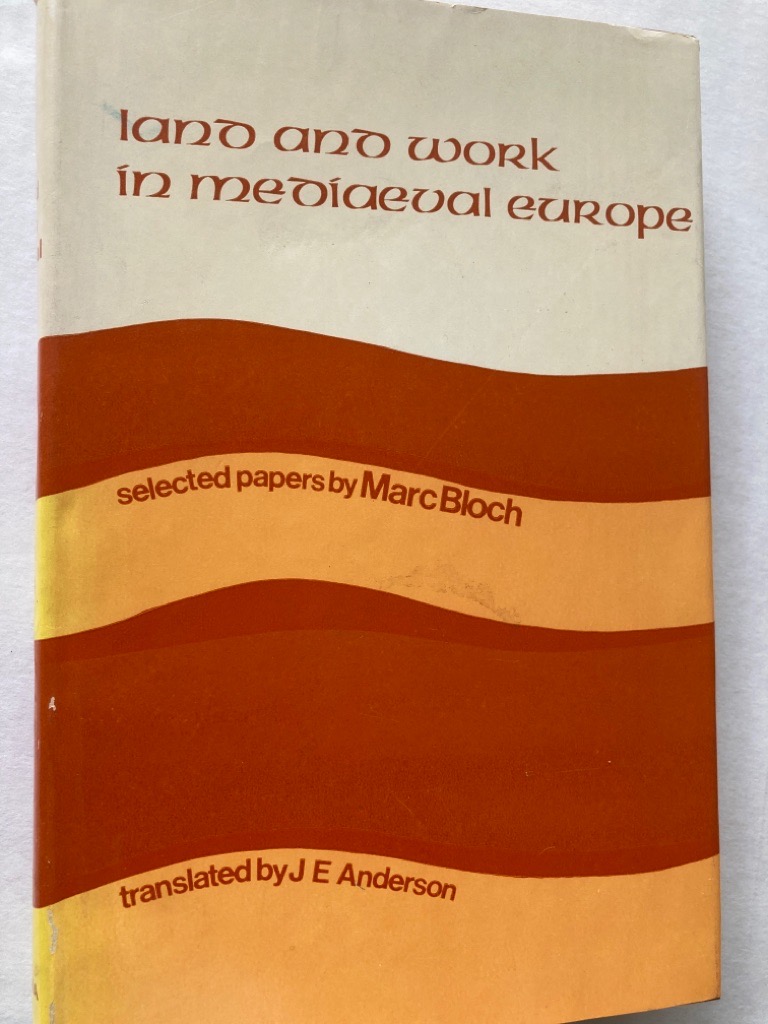 land and work
in mediaeval europe
selected papers by Marc Bloch
translated by J E Anderson